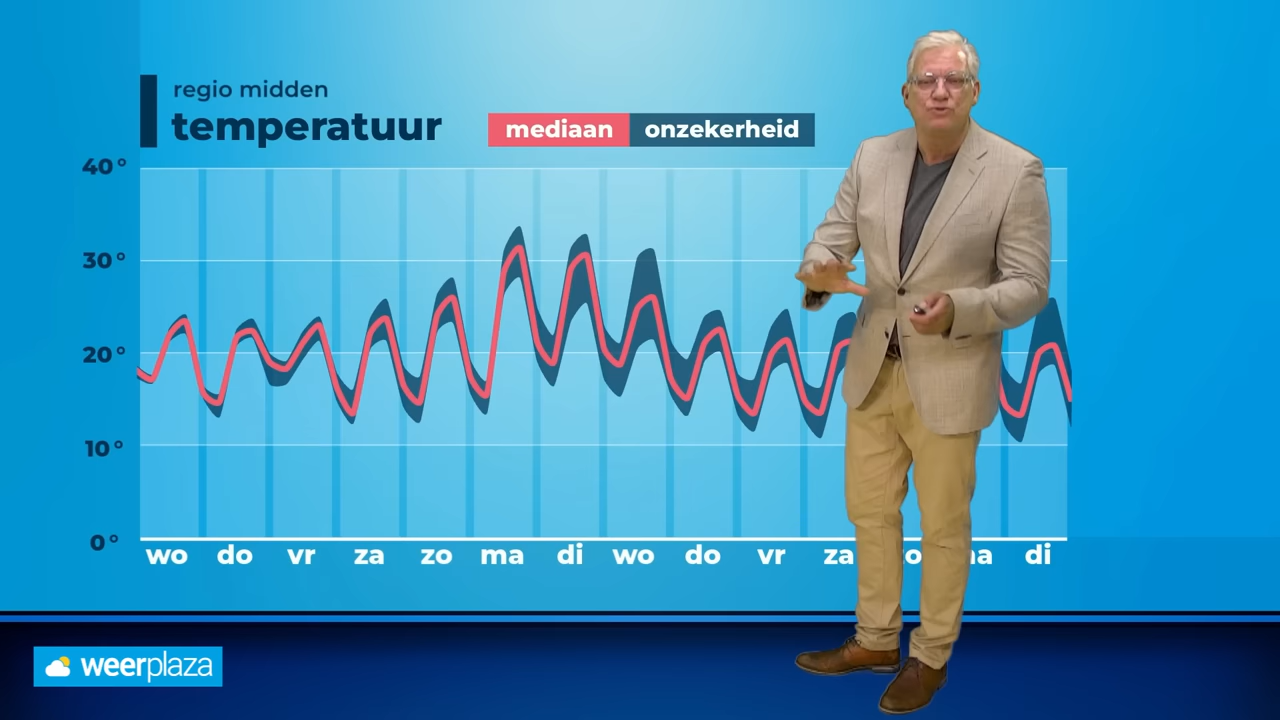 regio midden
temperatuur
mediaan onzekerheid
40°
30°
20°
10°
0°
wo do vr za zo ma di wo do vr za di
weerplaza